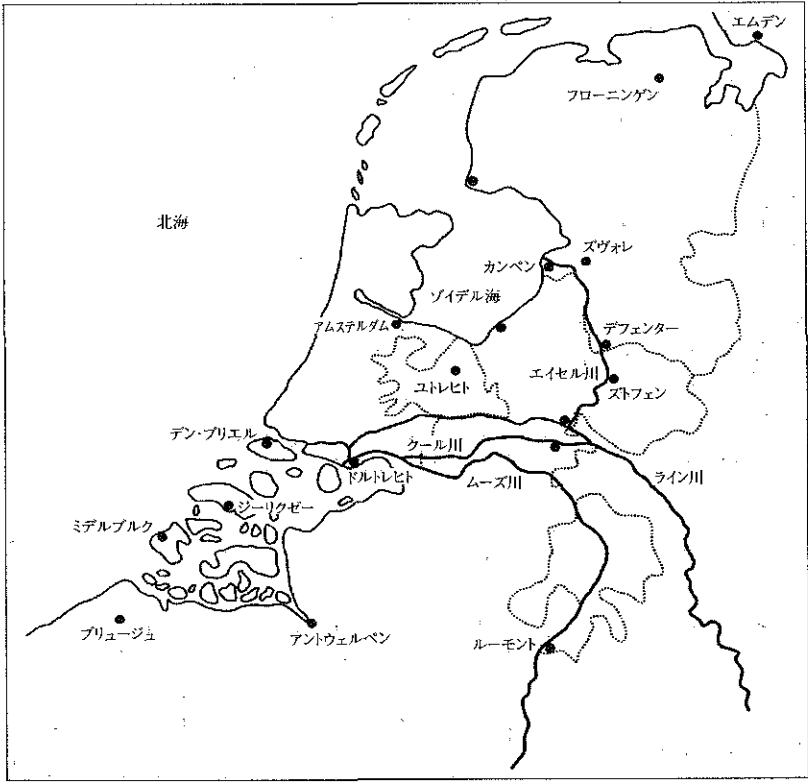 エムデン
フローニンゲン
北海
ズヴォレ
カンペン
ゾイデル海
アムステルダム
デフェンター
エイセル川
ユトレヒト
ズトフェン
デン・ブリエル
クール川
ドルトレヒト
ムーズ川
ライン川
ジーリクゼー
ミデルブルク
ブリュージュ
アントウェルペン
ルーモント